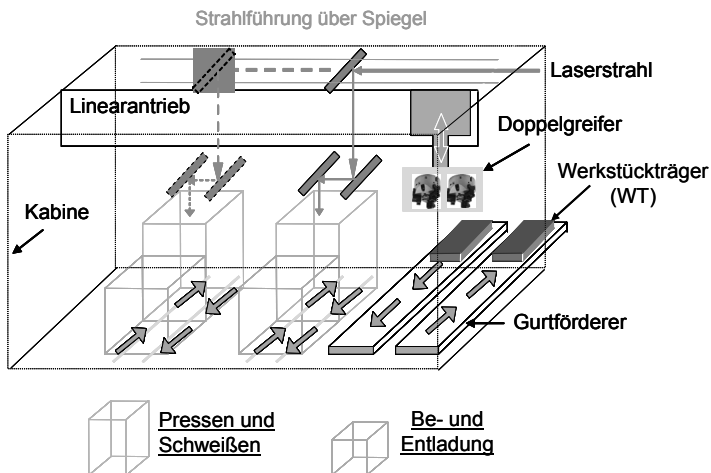 Strahlführung über Spiegel
Laserstrahl
Linearantrieb
Doppelgreifer
Werkstückträger
(WT)
Kabine
Gurtförderer
Pressen und
Schweißen
Be- und
Entladung